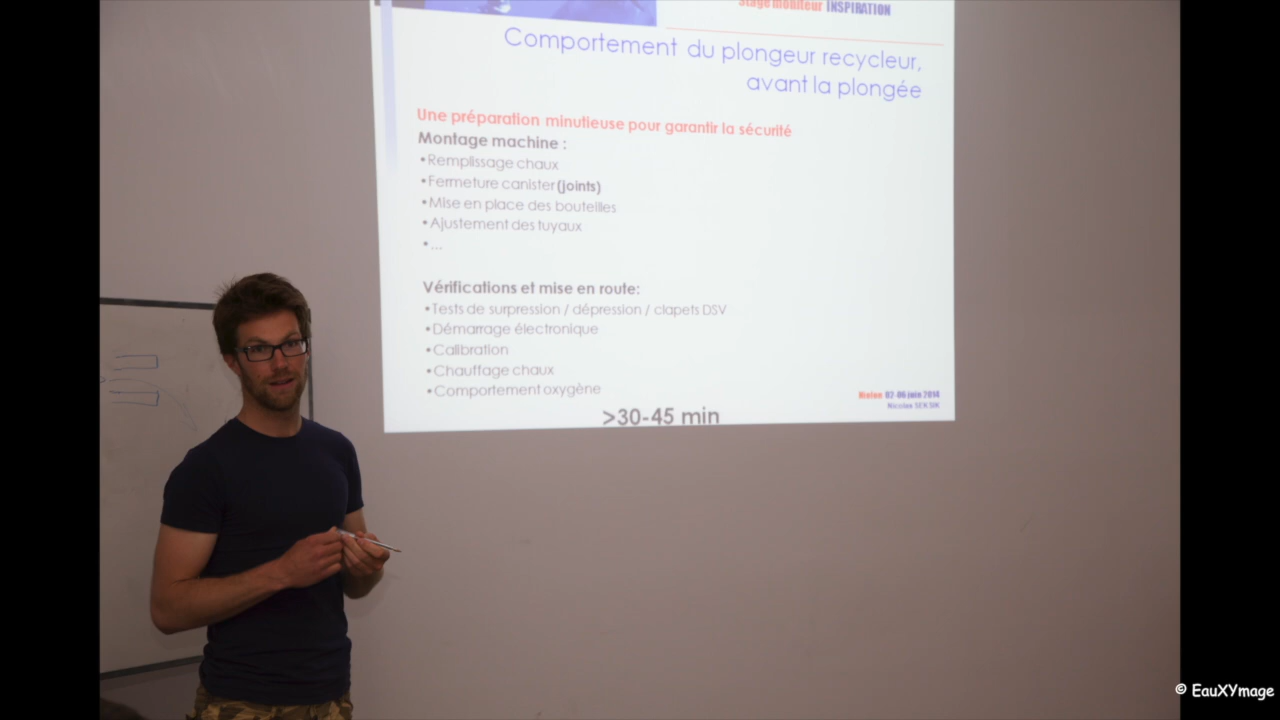 Stage moniteur INSPIRATION
Comportement du plongeur recycleur,
avant la plongée
Une préparation minutieuse pour garantir la sécurité
Montage machine :
•Remplissage chaux
•Fermeture canister (joints)
•Mise en place des bouteilles
•Ajustement des tuyaux
•...
Vérifications et mise en route:
•Tests de surpression / dépression / clapets DSV
•Démarrage électronique
•Calibration
•Chauffage chaux
•Comportement oxygène
>30-45 min
Niolon 02-06 juin 2014
Nicolas SEKSIK
© EauXYmage